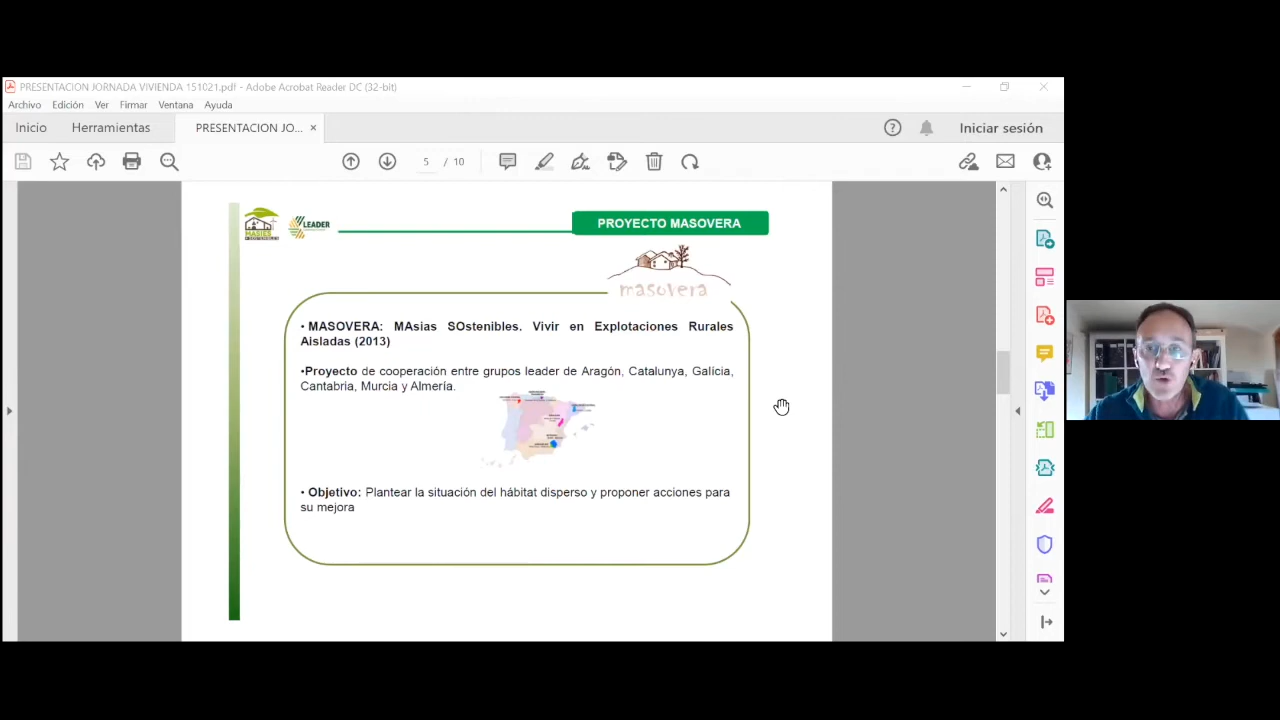 PRESENTACION JORNADA VIVIENDA 151021.pdf - Adobe Acrobat Reader DC (32-bit)
Archivo Edición Ver Firmar Ventana Ayuda
Inicio Herramientas PRESENTACION JO... × Iniciar sesión
5 / 10
LEADER
PROYECTO MASOVERA
MASIES
masovera
• MASOVERA: MAsias SOstenibles. Vivir en Explotaciones Rurales
Aisladas (2013)
•Proyecto de cooperación entre grupos leader de Aragón, Catalunya, Galícia,
Cantabria, Murcia y Almería.
• Objetivo: Plantear la situación del hábitat disperso y proponer acciones para
su mejora